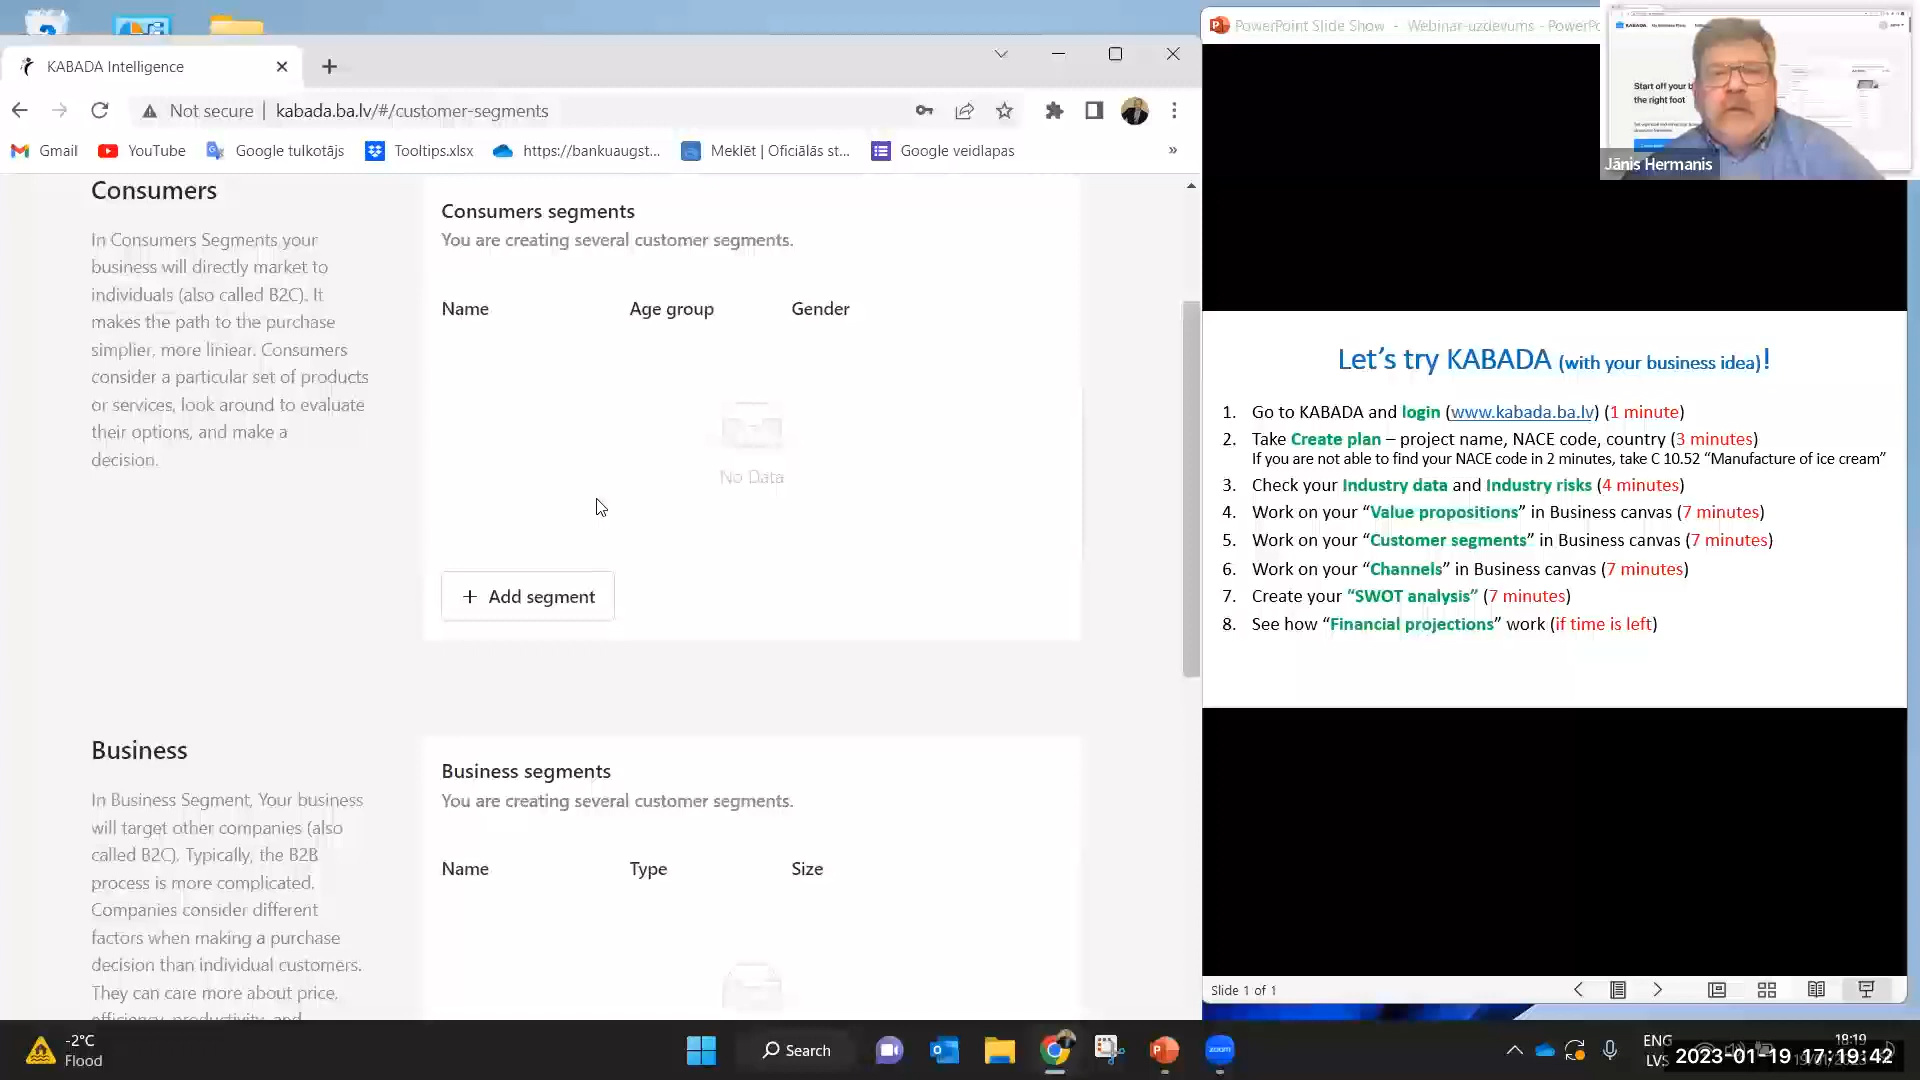 KABADA Intelligence
Not secure
kabada.ba.lv/#/customer-segments
Gmail
YouTube
Google tulkotājs
Tooltips.xlsx
https://bankuaugst...
Meklēt | Oficiālās st...
Google veidlapas
»
Consumers
In Consumers Segments your
business will directly market to
individuals (also called B2C). It
makes the path to the purchase
simplier, more liniear. Consumers
consider a particular set of products
or services, look around to evaluate
their options, and make a
decision.
Consumers segments
You are creating several customer segments.
Name Age group Gender
No Data
+ Add segment
Business
In Business Segment, Your business
will target other companies (also
called B2C). Typically, the B2B
process is more complicated.
Companies consider different
factors when making a purchase
decision than individual customers.
They can care more about price,
efficiency, productivity, and
Business segments
You are creating several customer segments.
Name Type Size
PowerPoint Slide Show - Webinar-uzdevums - PowerPo
Start off your b
the right foot
Jānis Hermanis
Let's try KABADA (with your business idea)!
1. Go to KABADA and login (www.kabada.ba.lv) (1 minute)
2. Take Create plan – project name, NACE code, country (3 minutes)
If you are not able to find your NACE code in 2 minutes, take C 10.52 “Manufacture of ice cream”
3. Check your Industry data and Industry risks (4 minutes)
4. Work on your “Value propositions” in Business canvas (7 minutes)
5. Work on your “Customer segments” in Business canvas (7 minutes)
6. Work on your “Channels” in Business canvas (7 minutes)
7. Create your “SWOT analysis” (7 minutes)
8. See how “Financial projections” work (if time is left)
Slide 1 of 1
-2°C
Flood
Search
zoom
ENG
LVS
18:19
2023-01-19 17:19:42